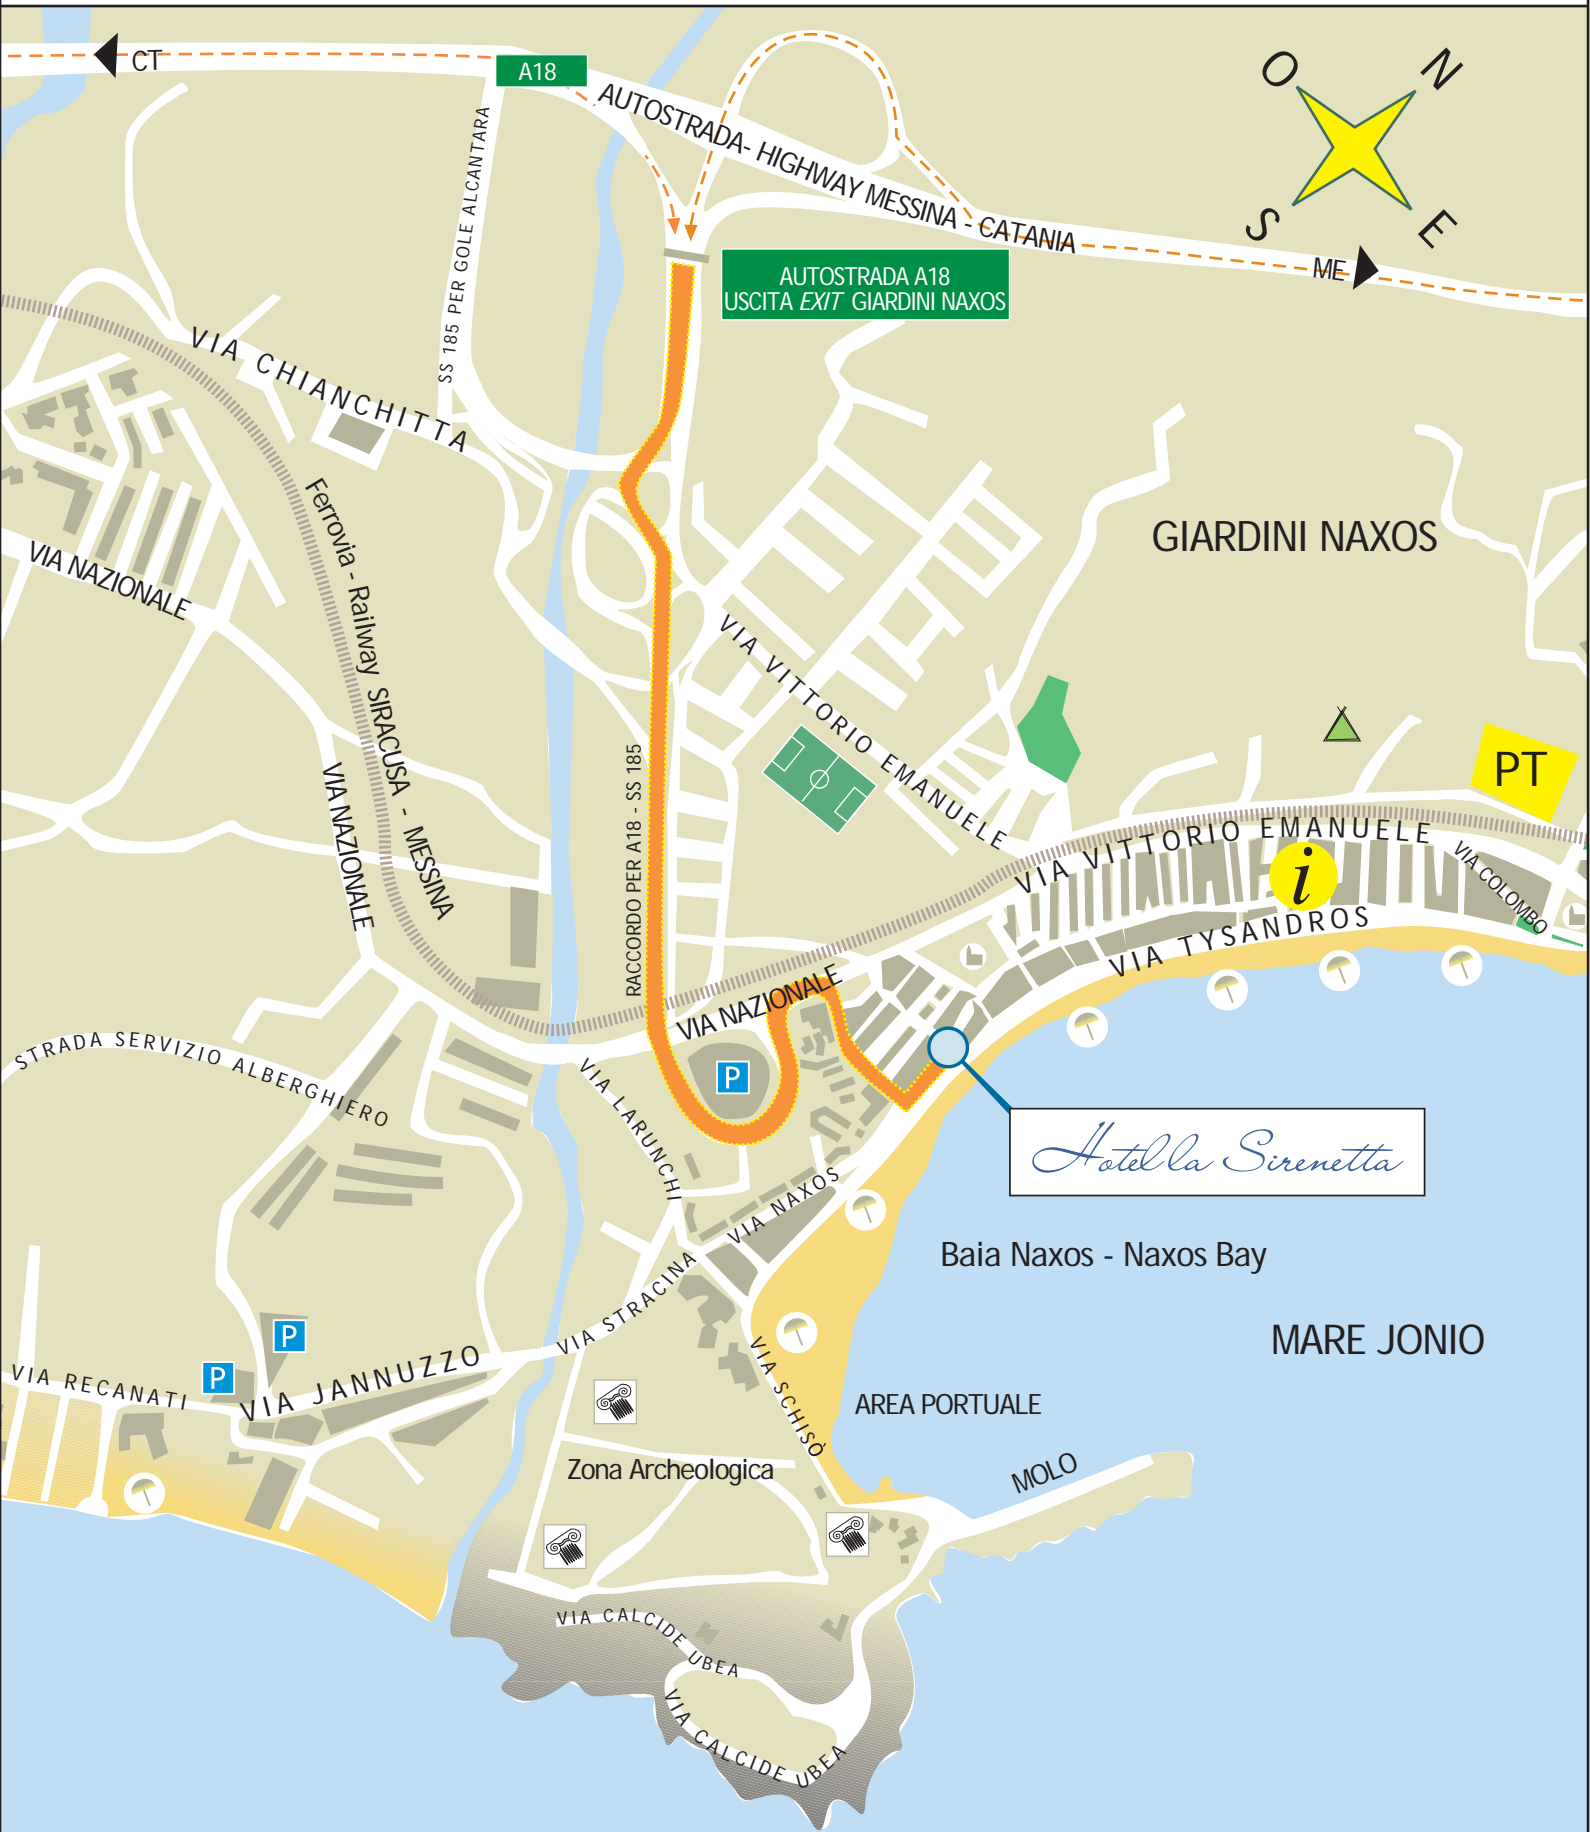 CT
A18
AUTOSTRADA- HIGHWAY MESSINA - CATANIA
O
N
S
E
ME
SS 185 PER GOLE ALCANTARA
AUTOSTRADA A18
USCITA EXIT GIARDINI NAXOS
VIA CHIANCHITTA
Ferrovia - Railway SIRACUSA - MESSINA
GIARDINI NAXOS
VIA NAZIONALE
VIA VITTORIO EMANUELE
RACCORDO PER A18 - SS 185
VIA NAZIONALE
PT
VIA VITTORIO EMANUELE
i
VIA COLOMBO
VIA TYSANDROS
VIA NAZIONALE
STRADA SERVIZIO ALBERGHIERO
VIA LARUNCHI
P
Hotel la Sirenetta
VIA NAXOS
Baia Naxos - Naxos Bay
VIA STRACINA
MARE JONIO
P
P
VIA RECANATI
VIA JANNUZZO
VIA SCHISÒ
AREA PORTUALE
Zona Archeologica
MOLO
VIA CALCIDE UBEA
VIA CALCIDE UBEA